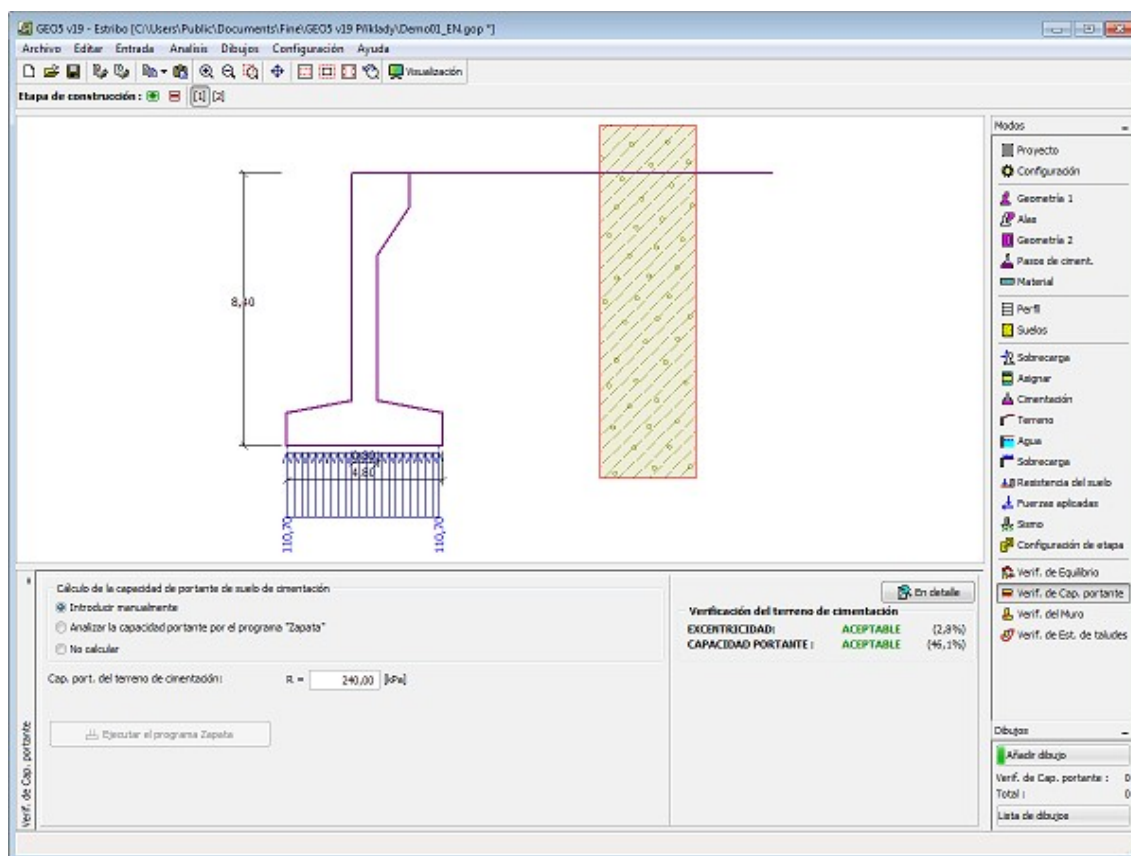 GEO5 v19 - Estribo [C:\Users\Public\Documents\Fine\GEO5 v19 Příklady\Demo01_EN.gop *]
Archivo Editar Entrada Analisis Dibujos Configuración Ayuda
Visualización
Etapa de construcción : [1] [2]
8,40
0,80
4,80
110,70
110,70
Modos
Proyecto
Configuración
Geometría 1
Alas
Geometría 2
Pasos de ciment.
Material
Perfil
Suelos
Sobrecarga
Asignar
Cimentación
Terreno
Agua
Sobrecarga
Resistencia del suelo
Fuerzas aplicadas
Sismo
Configuración de etapa
Verif. de Equilibrio
Verif. de Cap. portante
Verif. del Muro
Verif. de Est. de taludes
Verif. de Cap. portante
Cálculo de la capacidad de portante de suelo de cimentación
Introducir manualmente
Analizar la capacidad portante por el programa "Zapata"
No calcular
Cap. port. del terreno de cimentación: R = 240,00 [kPa]
Ejecutar el programa Zapata
En detalle
Verificación del terreno de cimentación
EXCENTRICIDAD: ACEPTABLE (2,8%)
CAPACIDAD PORTANTE : ACEPTABLE (46,1%)
Dibujos
Añadir dibujo
Verif. de Cap. portante : 0
Total : 0
Lista de dibujos